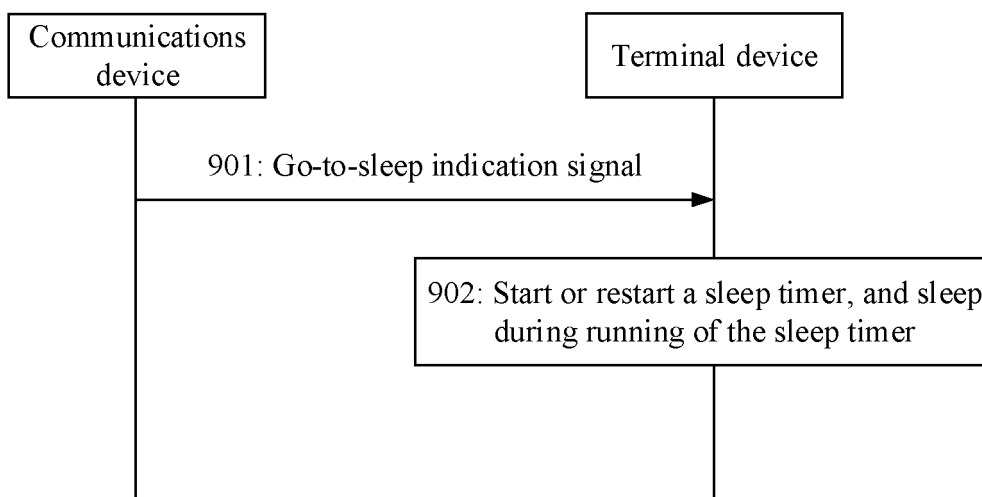 Communications
device
Terminal device
901: Go-to-sleep indication signal
902: Start or restart a sleep timer, and sleep
during running of the sleep timer